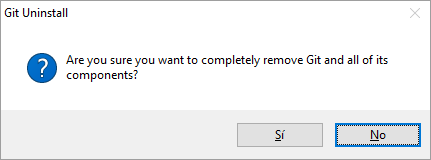 Git Uninstall
Are you sure you want to completely remove Git and all of its
components?
Sí
No